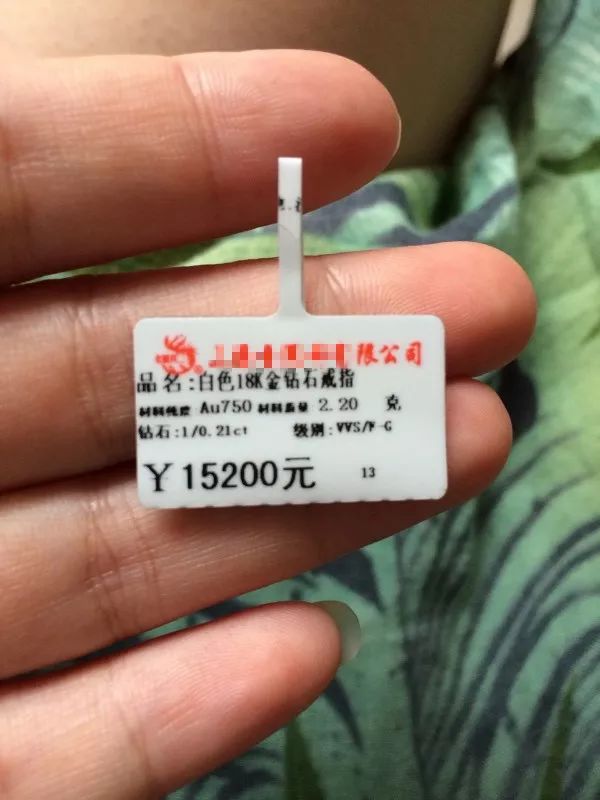 限公司
品名:白色18K金钻石戒指
材料纯度 Au750 材料质量 2.20 克
钻石:1/0.21ct 级别:VVS/F-G
¥15200元 13